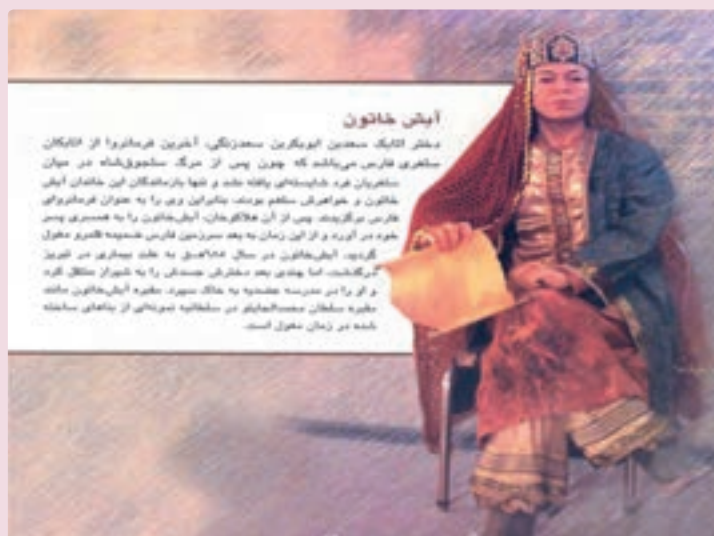 آبش خاتون
دختر اتابک سعدبن ابوبکربن سعدزنگی، آخرین فرمانروا از اتابکان
سلغری فارس می‌باشد که چون پس از مرگ سلجوق‌شاه در میان
سلغریان فرد شایسته‌ای یافته نشد و تنها بازماندگان این خاندان آبش
خاتون و خواهرش سلغم بودند، بنابراین وی را به عنوان فرمانروای
فارس برگزیدند. پس از آن هلاکوخان، آبش‌خاتون را به همسری پسر
خود در آورد و از این زمان به بعد سرزمین فارس ضمیمه قلمرو مغول
گردید. آبش‌خاتون در سال به علت بیماری در تبریز
درگذشت، اما چندی بعد دخترش جسدش را به شیراز منتقل کرد
و او را در مدرسه عضدیه به خاک سپرد. مقبره آبش‌خاتون مانند
مقبره سلطان محمدالجایتو در سلطانیه نمونه‌ای از بناهای ساخته
شده در زمان مغول است.